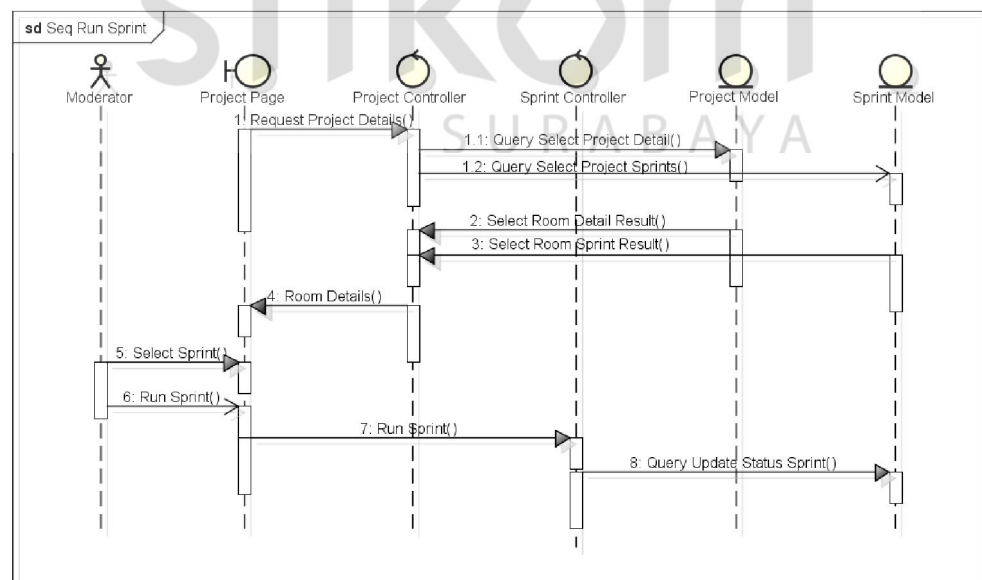 stikom
SURABAYA
sd Seq Run Sprint
Moderator
Project Page
Project Controller
Sprint Controller
Project Model
Sprint Model
1: Request Project Details()
1.1: Query Select Project Detail()
1.2: Query Select Project Sprints()
2: Select Room Detail Result()
3: Select Room Sprint Result()
4: Room Details()
5: Select Sprint()
6: Run Sprint()
7: Run Sprint()
8: Query Update Status Sprint()